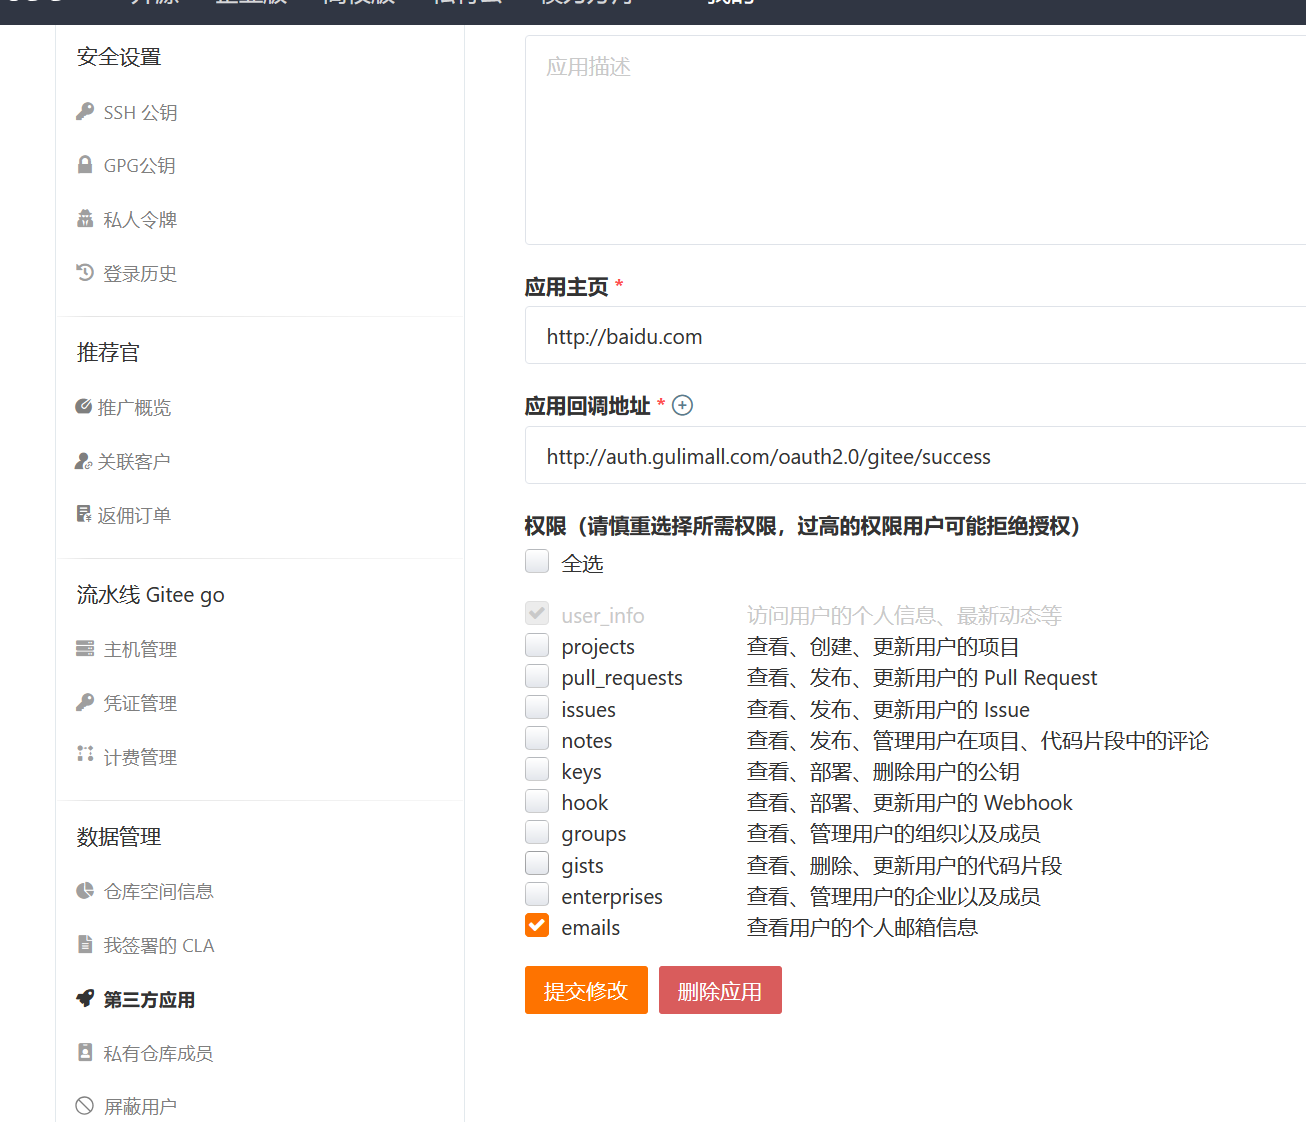 我的
安全设置
SSH 公钥
GPG公钥
私人令牌
登录历史
推荐官
推广概览
关联客户
返佣订单
流水线 Gitee go
主机管理
凭证管理
计费管理
数据管理
仓库空间信息
我签署的 CLA
第三方应用
私有仓库成员
屏蔽用户
应用描述
应用主页 *
http://baidu.com
应用回调地址 *
http://auth.gulimall.com/oauth2.0/gitee/success
权限（请慎重选择所需权限，过高的权限用户可能拒绝授权）
全选
user_info 访问用户的个人信息、最新动态等
projects 查看、创建、更新用户的项目
pull_requests 查看、发布、更新用户的 Pull Request
issues 查看、发布、更新用户的 Issue
notes 查看、发布、管理用户在项目、代码片段中的评论
keys 查看、部署、删除用户的公钥
hook 查看、部署、更新用户的 Webhook
groups 查看、管理用户的组织以及成员
gists 查看、删除、更新用户的代码片段
enterprises 查看、管理用户的企业以及成员
emails 查看用户的个人邮箱信息
提交修改 删除应用